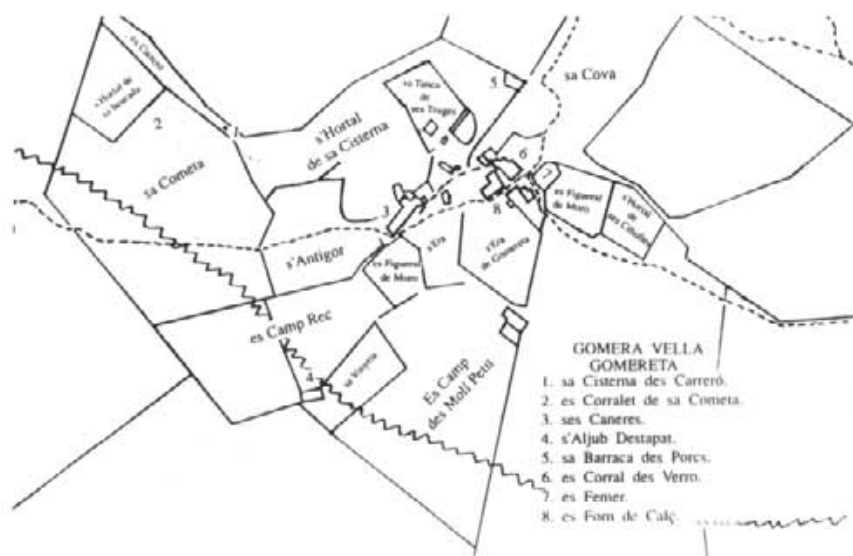 es Carreró
s'Hortal de
sa Bourada
2
1
sa Cometa
s'Hortal
de sa Cisterna
sa Tanca
de
ses Truges
5
sa Cova
6
7
es Figueral
de Moro
s'Hortal
de
ses Cebolles
3
8
s'Antigor
s'Era
s'Era
de Gomereta
es Figueral
de Moro
es Camp Rec
4
sa Vinyeta
Es Camp
des Molí Petit
GOMERA VELLA
GOMERETA
1. sa Cisterna des Carreró.
2. es Corralet de sa Cometa.
3. ses Caneres.
4. s'Aljub Destapat.
5. sa Barraca des Porcs.
6. es Corral des Verro.
7. es Femer.
8. es Forn de Calç.